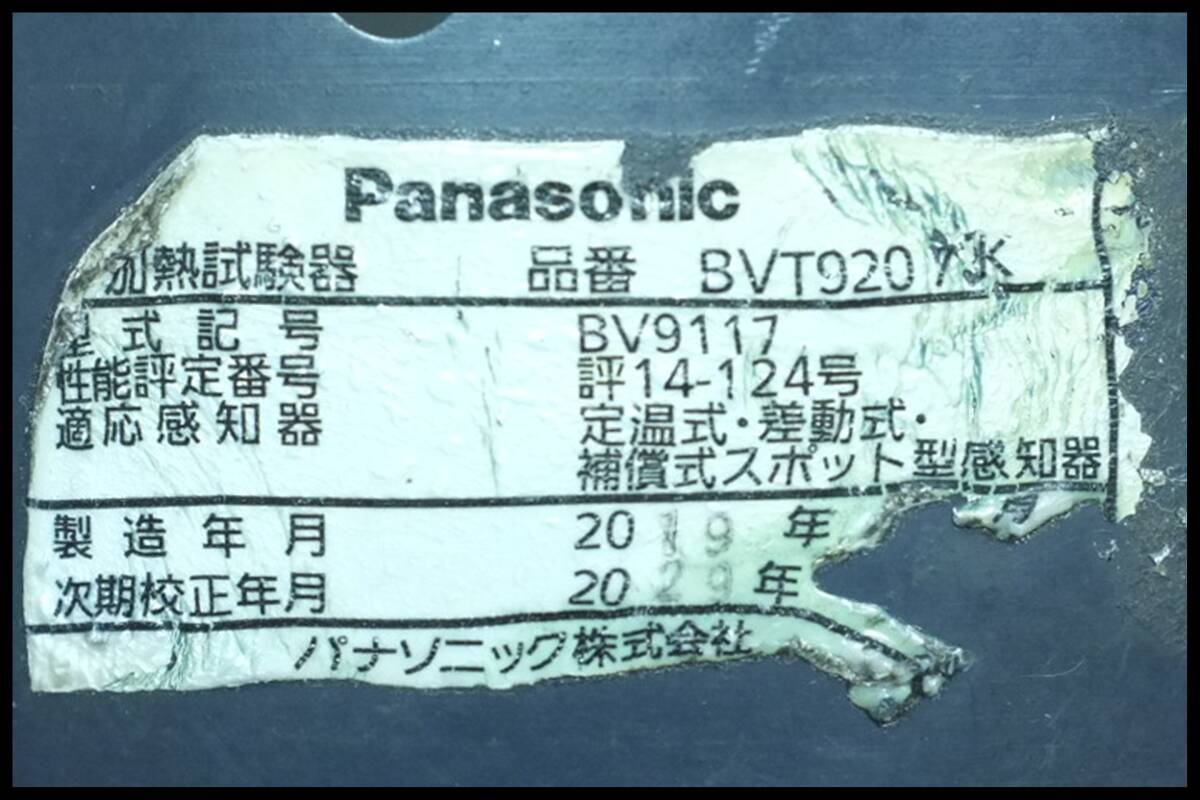 Panasonic
加熱試験器 品番 BVT9207K
型式記号 BV9117
性能評定番号 評14-124号
適応感知器 定温式・差動式・
補償式スポット型感知器
製造年月 2019年
次期校正年月 2029年
パナソニック株式会社